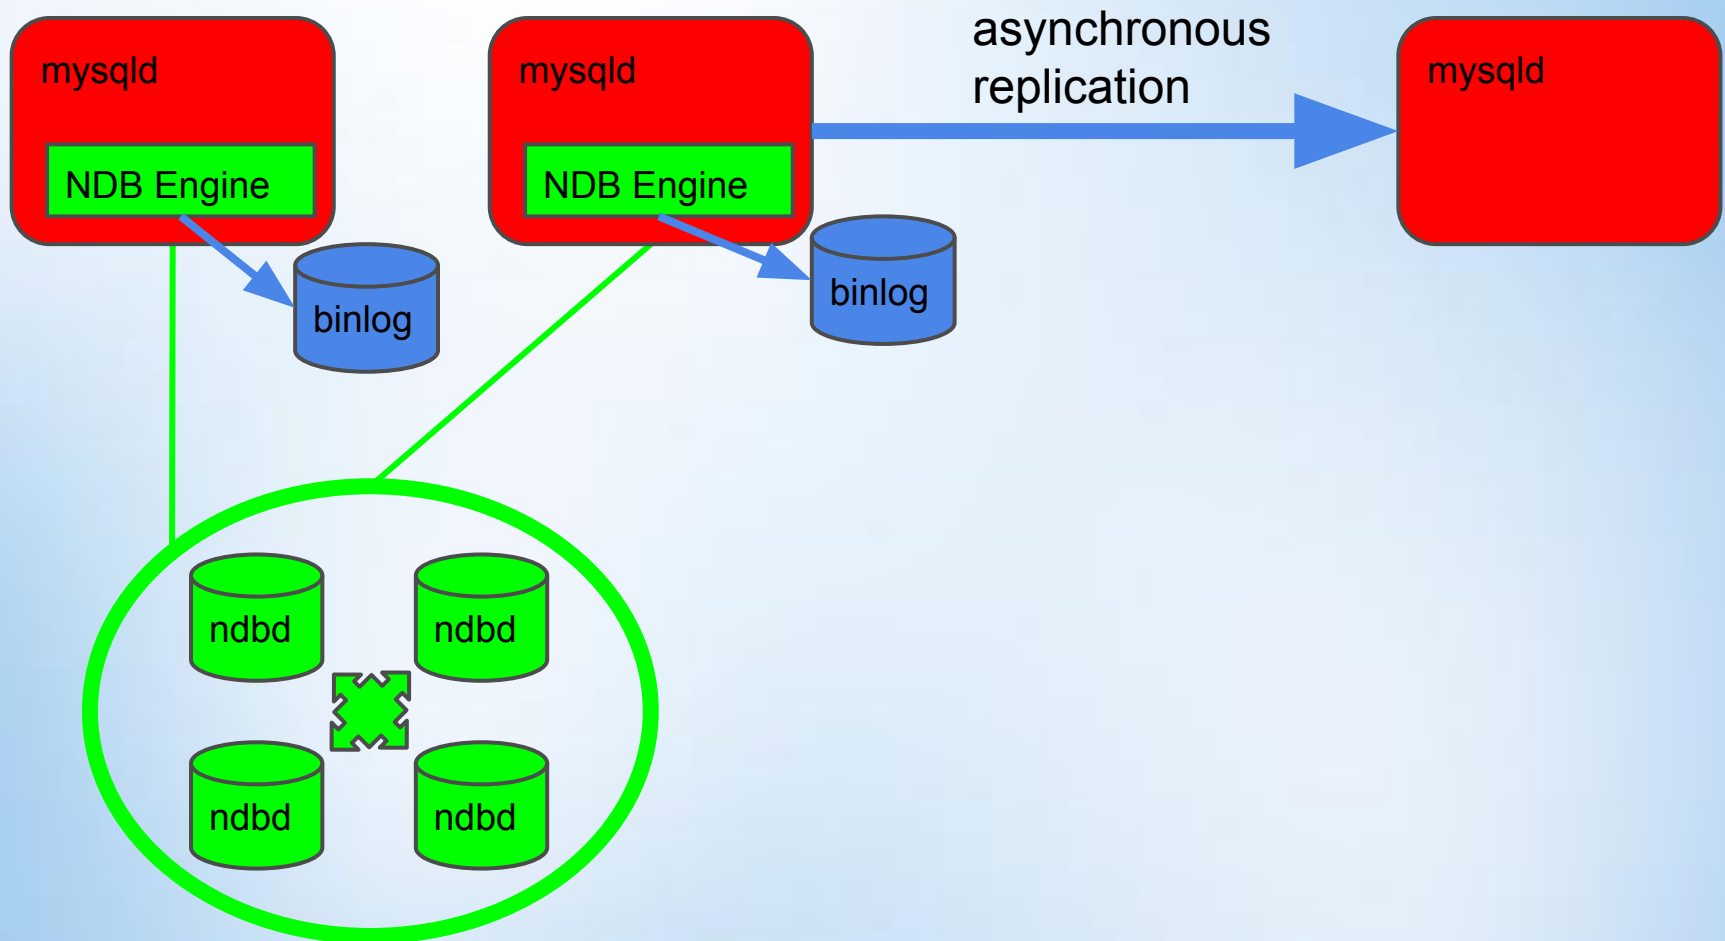 mysqld
NDB Engine
binlog
mysqld
NDB Engine
binlog
asynchronous
replication
mysqld
ndbd
ndbd
ndbd
ndbd